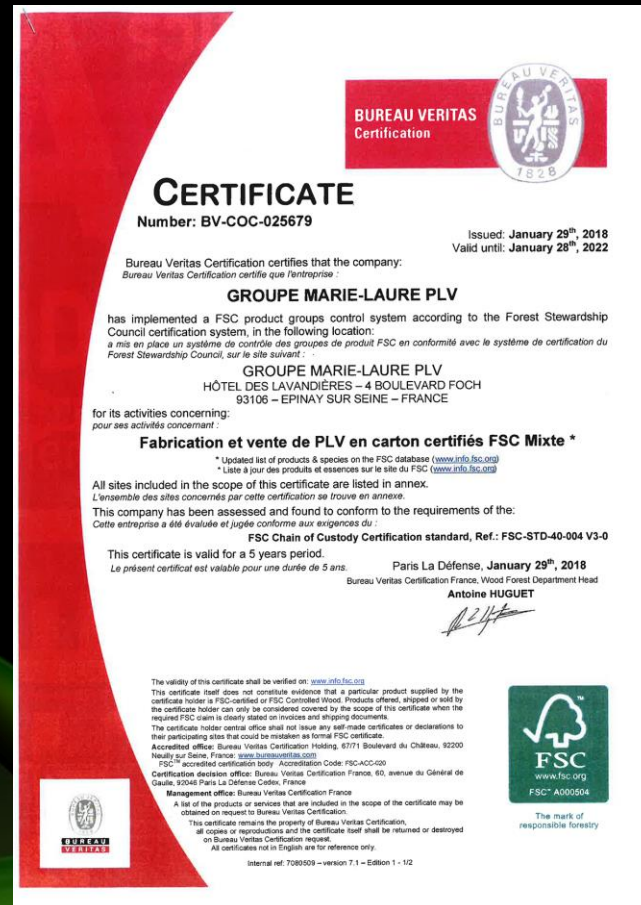 BUREAU VERITAS
Certification
BUREAU VERITAS
1828
CERTIFICATE
Number: BV-COC-025679
Issued: January 29th, 2018
Valid until: January 28th, 2022
Bureau Veritas Certification certifies that the company:
Bureau Veritas Certification certifie que l'entreprise :
GROUPE MARIE-LAURE PLV
has implemented a FSC product groups control system according to the Forest Stewardship
Council certification system, in the following location:
a mis en place un système de contrôle des groupes de produit FSC en conformité avec le système de certification du
Forest Stewardship Council, sur le site suivant :
GROUPE MARIE-LAURE PLV
HÔTEL DES LAVANDIÈRES – 4 BOULEVARD FOCH
93106 – EPINAY SUR SEINE – FRANCE
for its activities concerning:
pour ses activités concernant :
Fabrication et vente de PLV en carton certifiés FSC Mixte *
* Updated list of products & species on the FSC database (www.info.fsc.org)
* Liste à jour des produits et essences sur le site du FSC (www.info.fsc.org)
All sites included in the scope of this certificate are listed in annex.
L'ensemble des sites concernés par cette certification se trouve en annexe.
This company has been assessed and found to conform to the requirements of the:
Cette entreprise a été évaluée et jugée conforme aux exigences du :
FSC Chain of Custody Certification standard, Ref.: FSC-STD-40-004 V3-0
This certificate is valid for a 5 years period.
Le présent certificat est valable pour une durée de 5 ans.
Paris La Défense, January 29th, 2018
Bureau Veritas Certification France, Wood Forest Department Head
Antoine HUGUET
The validity of this certificate shall be verified on: www.info.fsc.org
This certificate itself does not constitute evidence that a particular product supplied by the
certificate holder is FSC-certified or FSC Controlled Wood. Products offered, shipped or sold by
the certificate holder can only be considered covered by the scope of this certificate when the
required FSC claim is clearly stated on invoices and shipping documents.
The certificate holder central office shall not issue any self-made certificates or declarations to
their participating sites that could be mistaken as formal FSC certificate.
Accredited office: Bureau Veritas Certification Holding, 67/71 Boulevard du Château, 92200
Neuilly sur Seine, France: www.bureauveritas.com
FSC™ accredited certification body Accreditation Code: FSC-ACC-020
Certification decision office: Bureau Veritas Certification France, 60, avenue du Général de
Gaulle, 92046 Paris La Défense Cedex, France
Management office: Bureau Veritas Certification France
A list of the products or services that are included in the scope of the certificate may be
obtained on request to Bureau Veritas Certification.
This certificate remains the property of Bureau Veritas Certification,
all copies or reproductions and the certificate itself shall be returned or destroyed
on Bureau Veritas Certification request.
All certificates not in English are for reference only.
Internal ref: 7080509 – version 7.1 – Edition 1 - 1/2
BUREAU
VERITAS
FSC
www.fsc.org
FSC® A000504
The mark of
responsible forestry